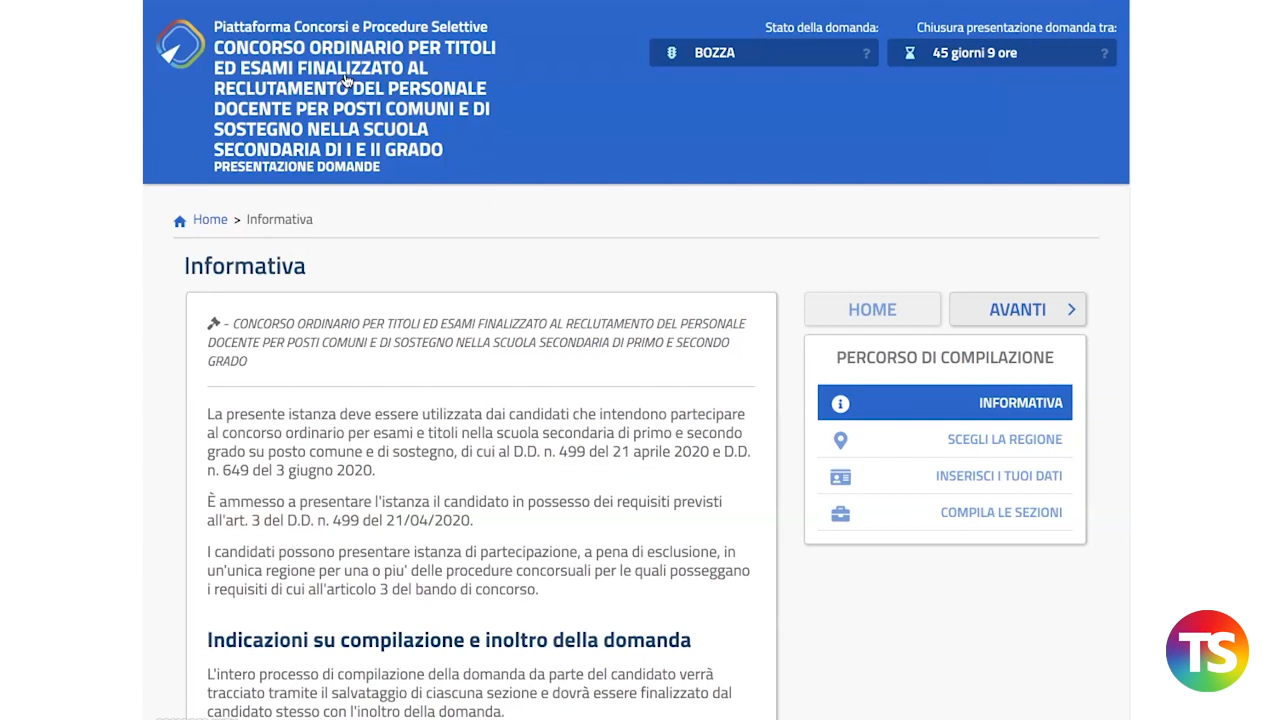 Piattaforma Concorsi e Procedure Selettive
CONCORSO ORDINARIO PER TITOLI
ED ESAMI FINALIZZATO AL
RECLUTAMENTO DEL PERSONALE
DOCENTE PER POSTI COMUNI E DI
SOSTEGNO NELLA SCUOLA
SECONDARIA DI I E II GRADO
PRESENTAZIONE DOMANDE
Stato della domanda:
BOZZA ?
Chiusura presentazione domanda tra:
45 giorni 9 ore ?
Home > Informativa
Informativa
- CONCORSO ORDINARIO PER TITOLI ED ESAMI FINALIZZATO AL RECLUTAMENTO DEL PERSONALE
DOCENTE PER POSTI COMUNI E DI SOSTEGNO NELLA SCUOLA SECONDARIA DI PRIMO E SECONDO
GRADO
La presente istanza deve essere utilizzata dai candidati che intendono partecipare
al concorso ordinario per esami e titoli nella scuola secondaria di primo e secondo
grado su posto comune e di sostegno, di cui al D.D. n. 499 del 21 aprile 2020 e D.D.
n. 649 del 3 giugno 2020.
È ammesso a presentare l'istanza il candidato in possesso dei requisiti previsti
all'art. 3 del D.D. n. 499 del 21/04/2020.
I candidati possono presentare istanza di partecipazione, a pena di esclusione, in
un'unica regione per una o piu' delle procedure concorsuali per le quali posseggano
i requisiti di cui all'articolo 3 del bando di concorso.
Indicazioni su compilazione e inoltro della domanda
L'intero processo di compilazione della domanda da parte del candidato verrà
tracciato tramite il salvataggio di ciascuna sezione e dovrà essere finalizzato dal
candidato stesso con l'inoltro della domanda.
HOME
AVANTI
PERCORSO DI COMPILAZIONE
INFORMATIVA
SCEGLI LA REGIONE
INSERISCI I TUOI DATI
COMPILA LE SEZIONI
TS